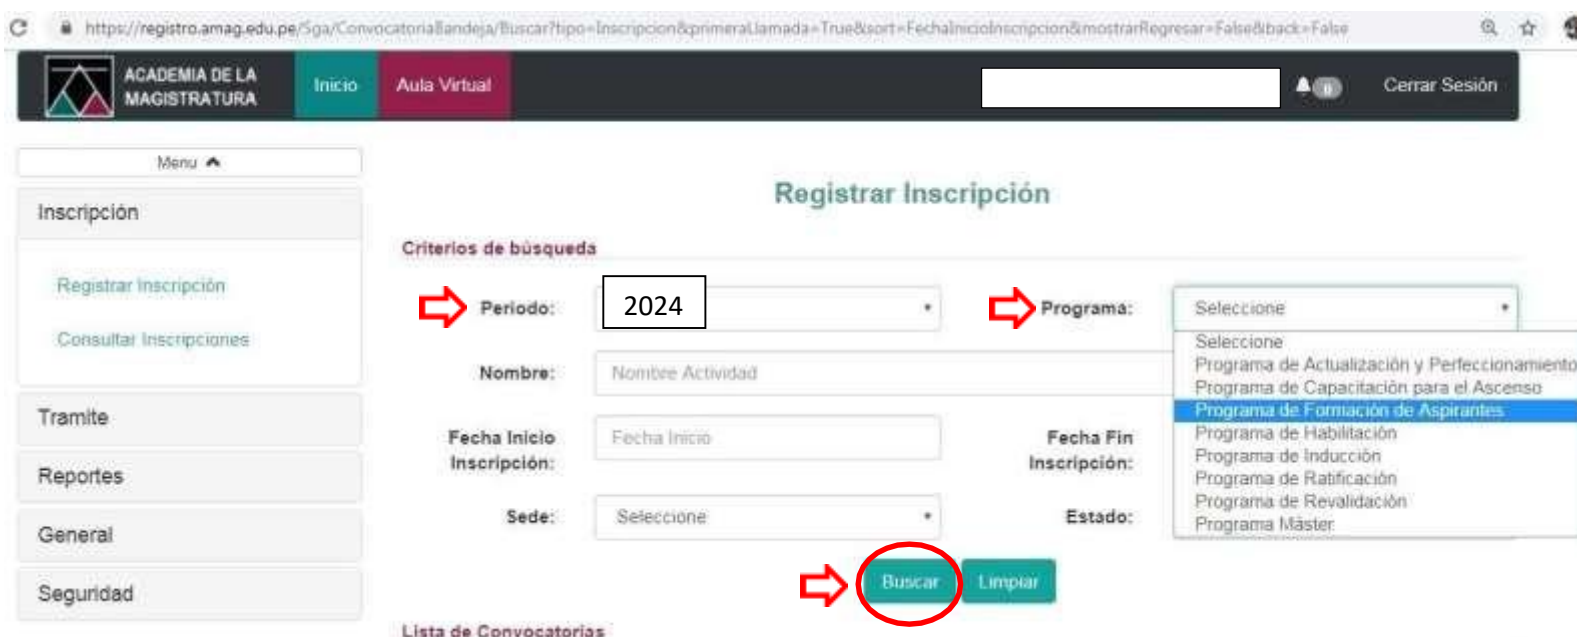 https://registro.amag.edu.pe/Sga/ConvocatoriaBandeja/Buscar?tipo=Inscripcion&primeraLlamada=True&sort=FechaInicioInscripcion&mostrarRegresar=False&back=False
ACADEMIA DE LA
MAGISTRATURA
Inicio
Aula Virtual
0
Cerrar Sesión
Menu
Inscripción
Registrar Inscripción
Consultar Inscripciones
Tramite
Reportes
General
Seguridad
Registrar Inscripción
Criterios de búsqueda
Periodo:
2024
Programa:
Seleccione
Seleccione
Programa de Actualización y Perfeccionamiento
Programa de Capacitación para el Ascenso
Programa de Formación de Aspirantes
Programa de Habilitación
Programa de Inducción
Programa de Ratificación
Programa de Revalidación
Programa Máster
Nombre:
Nombre Actividad
Fecha Inicio
Inscripción:
Fecha Inicio
Fecha Fin
Inscripción:
Sede:
Seleccione
Estado:
Buscar
Limpiar
Lista de Convocatorias